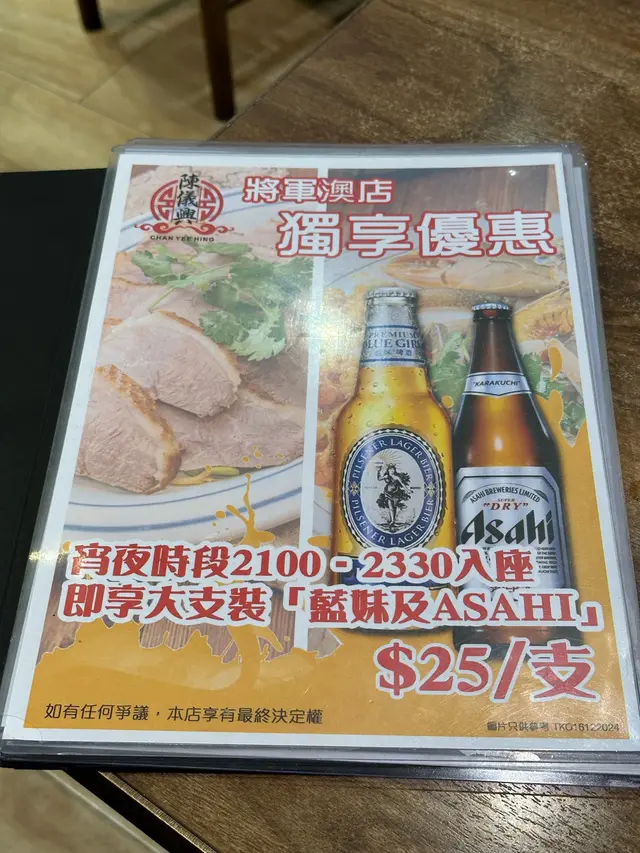 陳儀興
CHAN YEE HING
將軍澳店
獨享優惠
PREMIUM
BLUE GIRL
PILSENER LAGER BIER
PILSENER LAGER BIER
"KARAKUCHI"
ASAHI BREWERIES LIMITED
SUPER
"DRY"
Asahi
宵夜時段2100 - 2330入座
即享大支裝「藍妹及ASAHI」
$25/支
如有任何爭議，本店享有最終決定權
圖片只供參考 TKO16122024